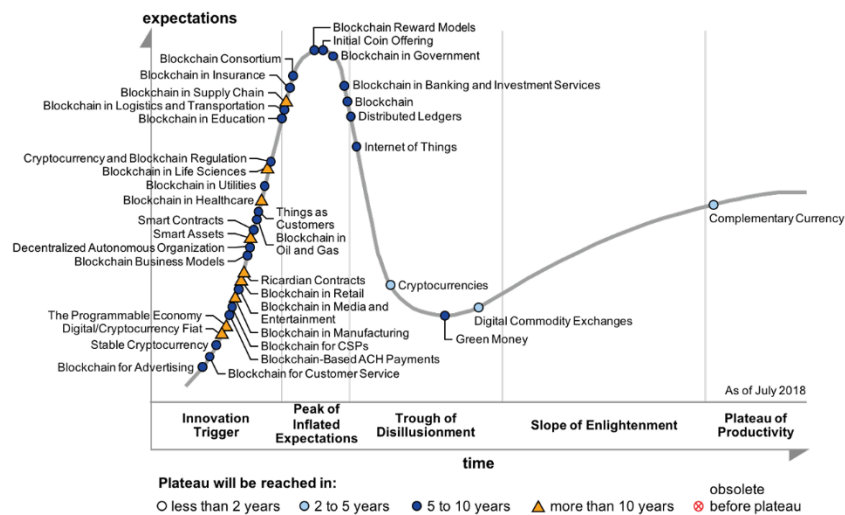 expectations
Blockchain Reward Models
Initial Coin Offering
Blockchain in Government
Blockchain Consortium
Blockchain in Insurance
Blockchain in Supply Chain
Blockchain in Logistics and Transportation
Blockchain in Education
Blockchain in Banking and Investment Services
Blockchain
Distributed Ledgers
Internet of Things
Cryptocurrency and Blockchain Regulation
Blockchain in Life Sciences
Blockchain in Utilities
Blockchain in Healthcare
Things as
Customers
Smart Contracts
Smart Assets
Blockchain in
Oil and Gas
Decentralized Autonomous Organization
Blockchain Business Models
Complementary Currency
Ricardian Contracts
Blockchain in Retail
Blockchain in Media and
Entertainment
Blockchain in Manufacturing
Blockchain for CSPs
Blockchain-Based ACH Payments
Blockchain for Customer Service
The Programmable Economy
Digital/Cryptocurrency Fiat
Stable Cryptocurrency
Blockchain for Advertising
Cryptocurrencies
Digital Commodity Exchanges
Green Money
As of July 2018
Innovation
Trigger
Peak of
Inflated
Expectations
Trough of
Disillusionment
Slope of Enlightenment
Plateau of
Productivity
time
Plateau will be reached in:
less than 2 years
2 to 5 years
5 to 10 years
more than 10 years
obsolete
before plateau